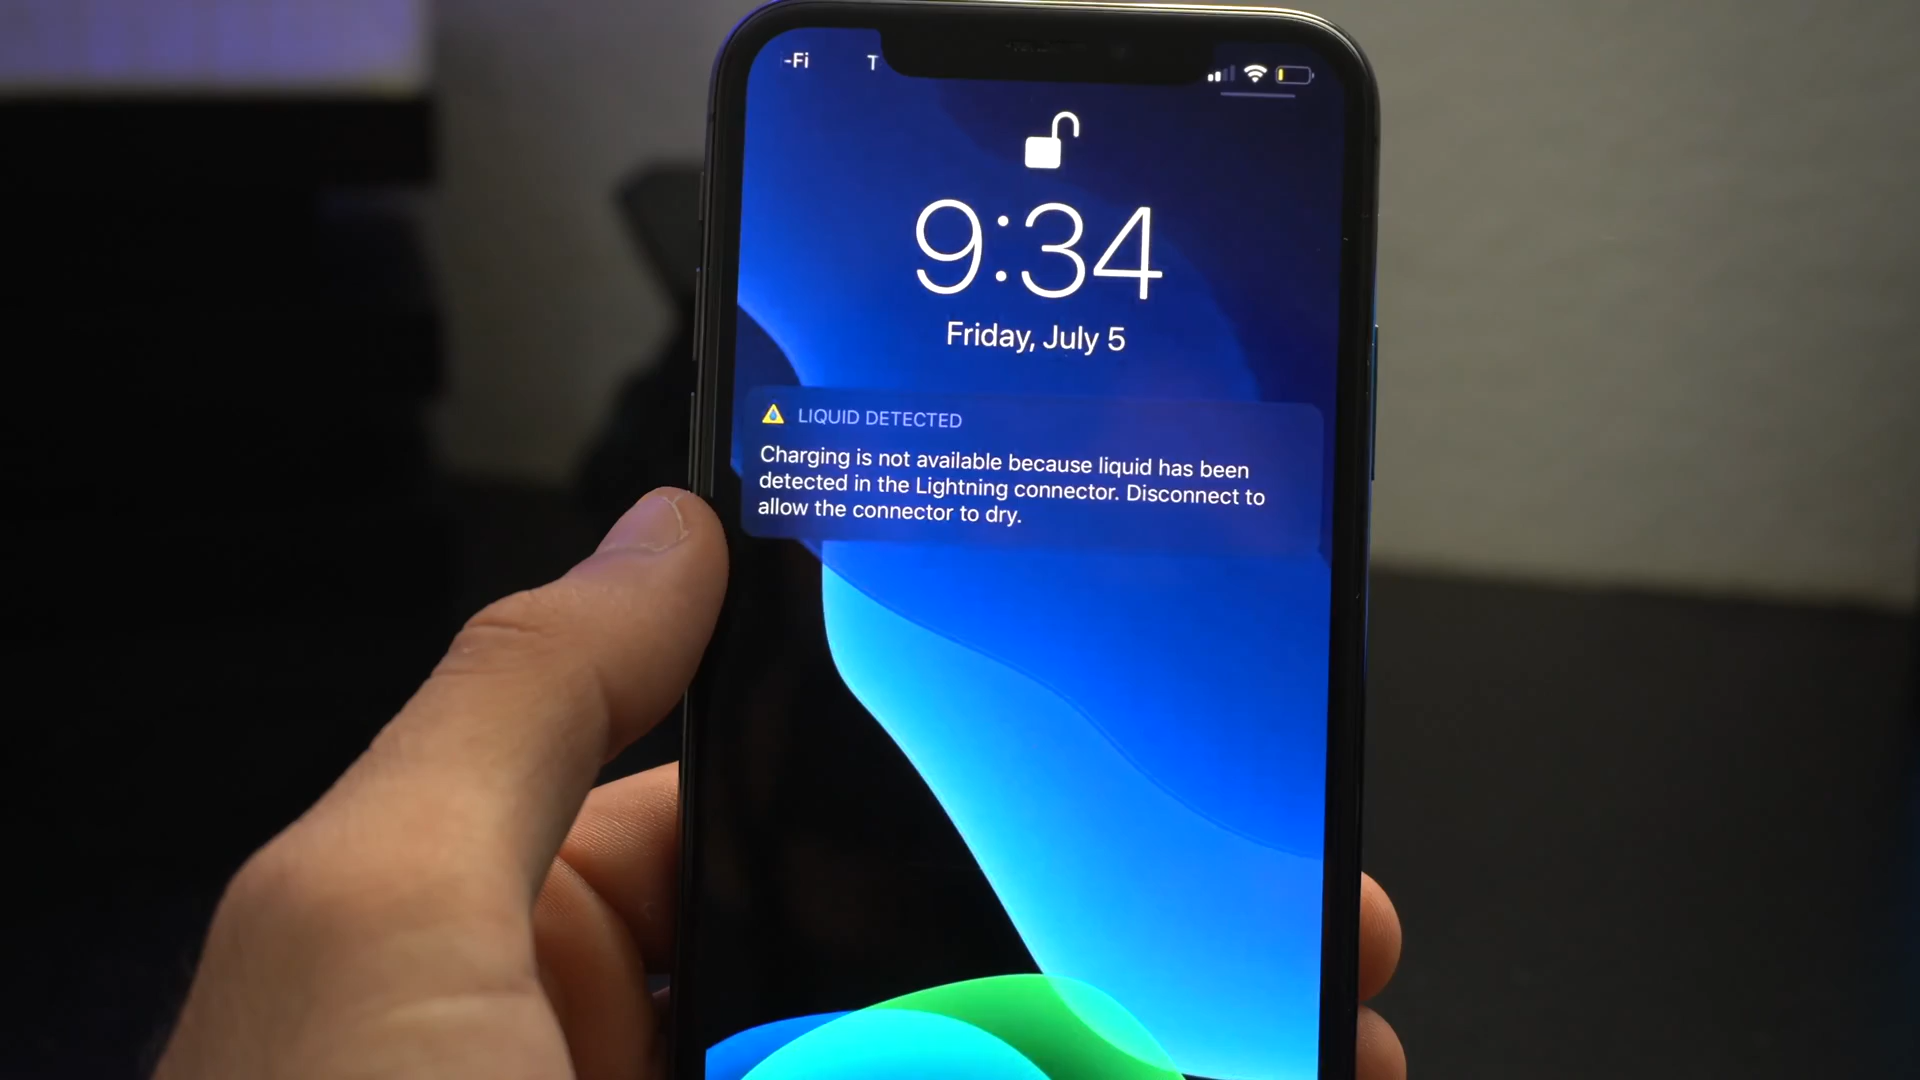 -Fi T
9:34
Friday, July 5
LIQUID DETECTED
Charging is not available because liquid has been
detected in the Lightning connector. Disconnect to
allow the connector to dry.